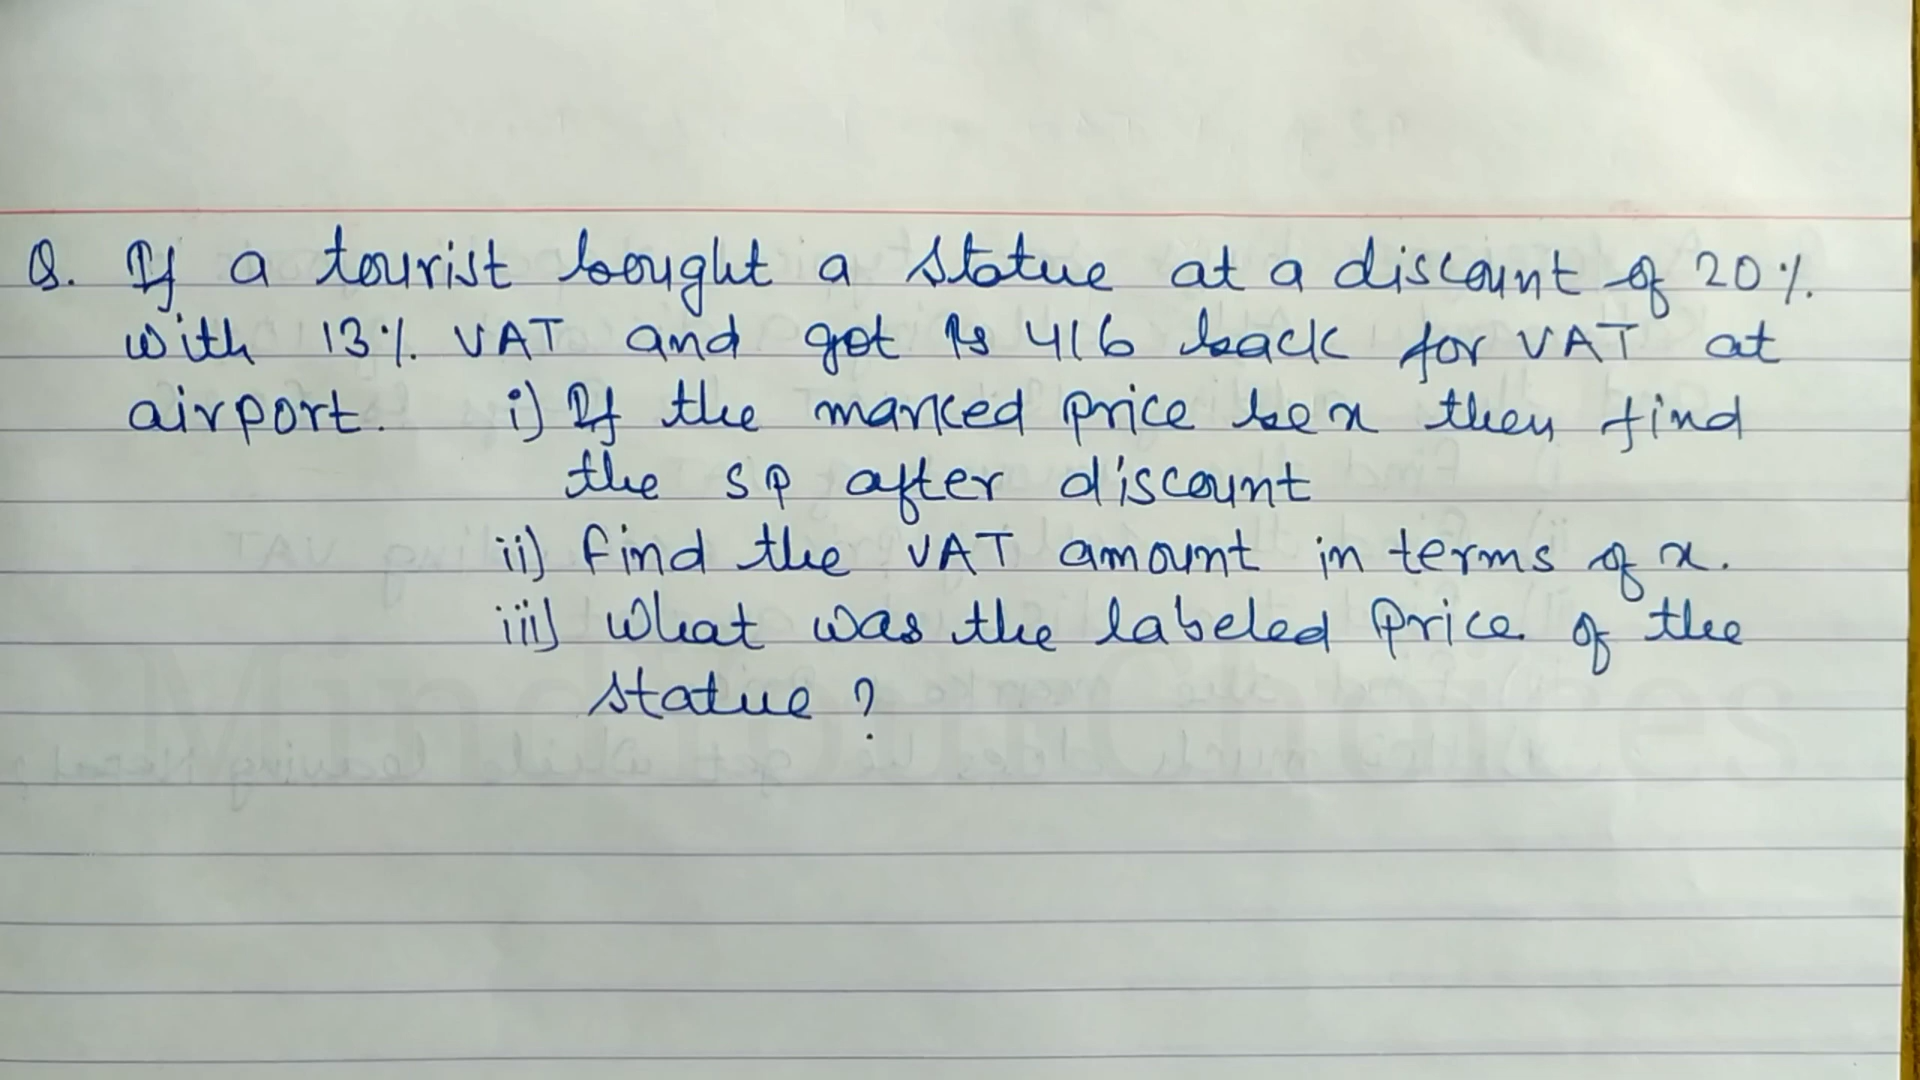 Q. If a tourist bought a statue at a discount of 20%
with 13% VAT and got Rs 416 back for VAT at
airport. i) If the marked price be x then find
the SP after discount
ii) Find the VAT amount in terms of x.
iii) What was the labeled price of the
statue ?